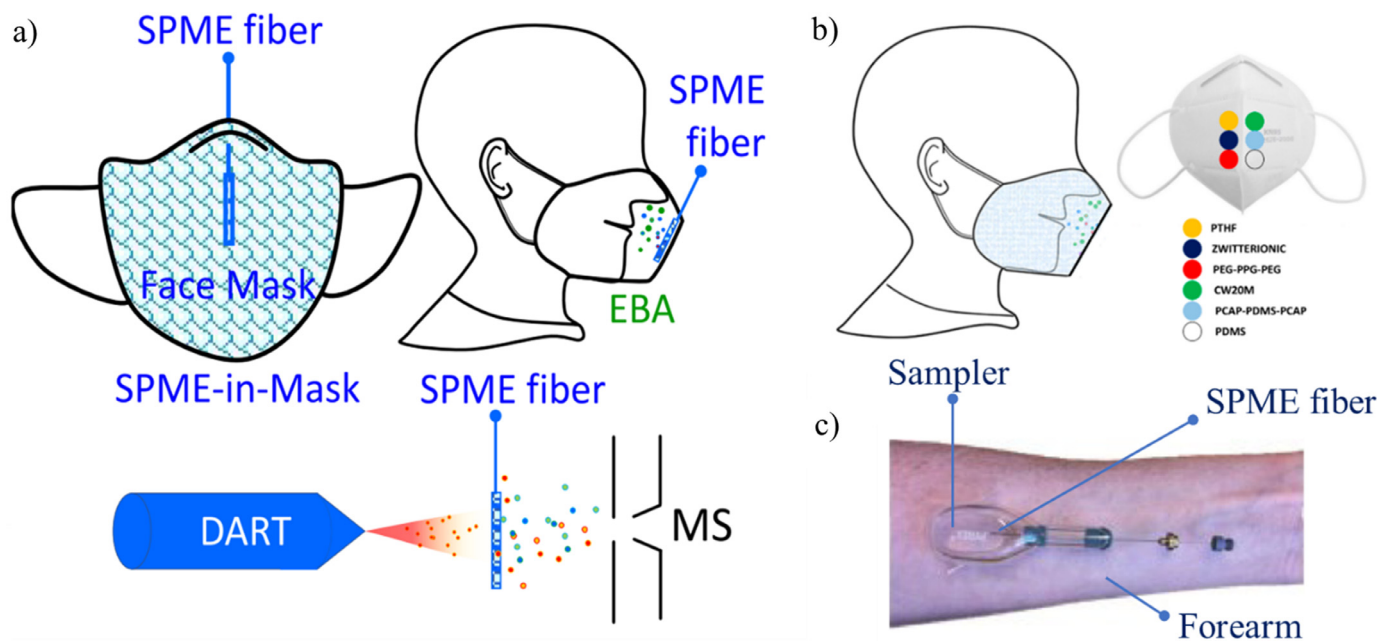 a)
SPME fiber
SPME
fiber
Face Mask
EBA
SPME-in-Mask
SPME fiber
DART
MS
b)
PTHF
ZWITTERIONIC
PEG-PPG-PEG
CW20M
PCAP-PDMS-PCAP
PDMS
Sampler
SPME fiber
c)
Forearm